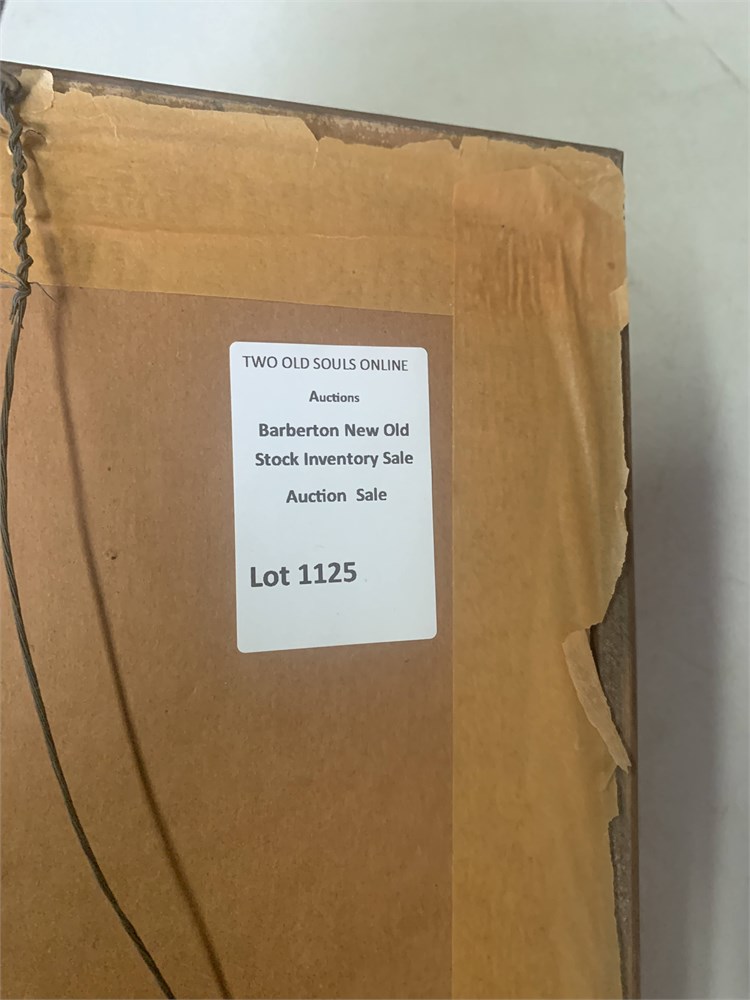 TWO OLD SOULS ONLINE
Auctions
Barberton New Old
Stock Inventory Sale
Auction Sale
Lot 1125